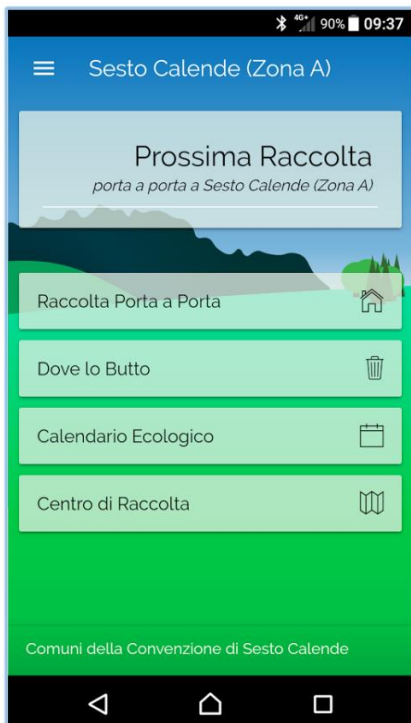 4G+ 90% 09:37
Sesto Calende (Zona A)
Prossima Raccolta
porta a porta a Sesto Calende (Zona A)
Raccolta Porta a Porta
Dove lo Butto
Calendario Ecologico
Centro di Raccolta
Comuni della Convenzione di Sesto Calende